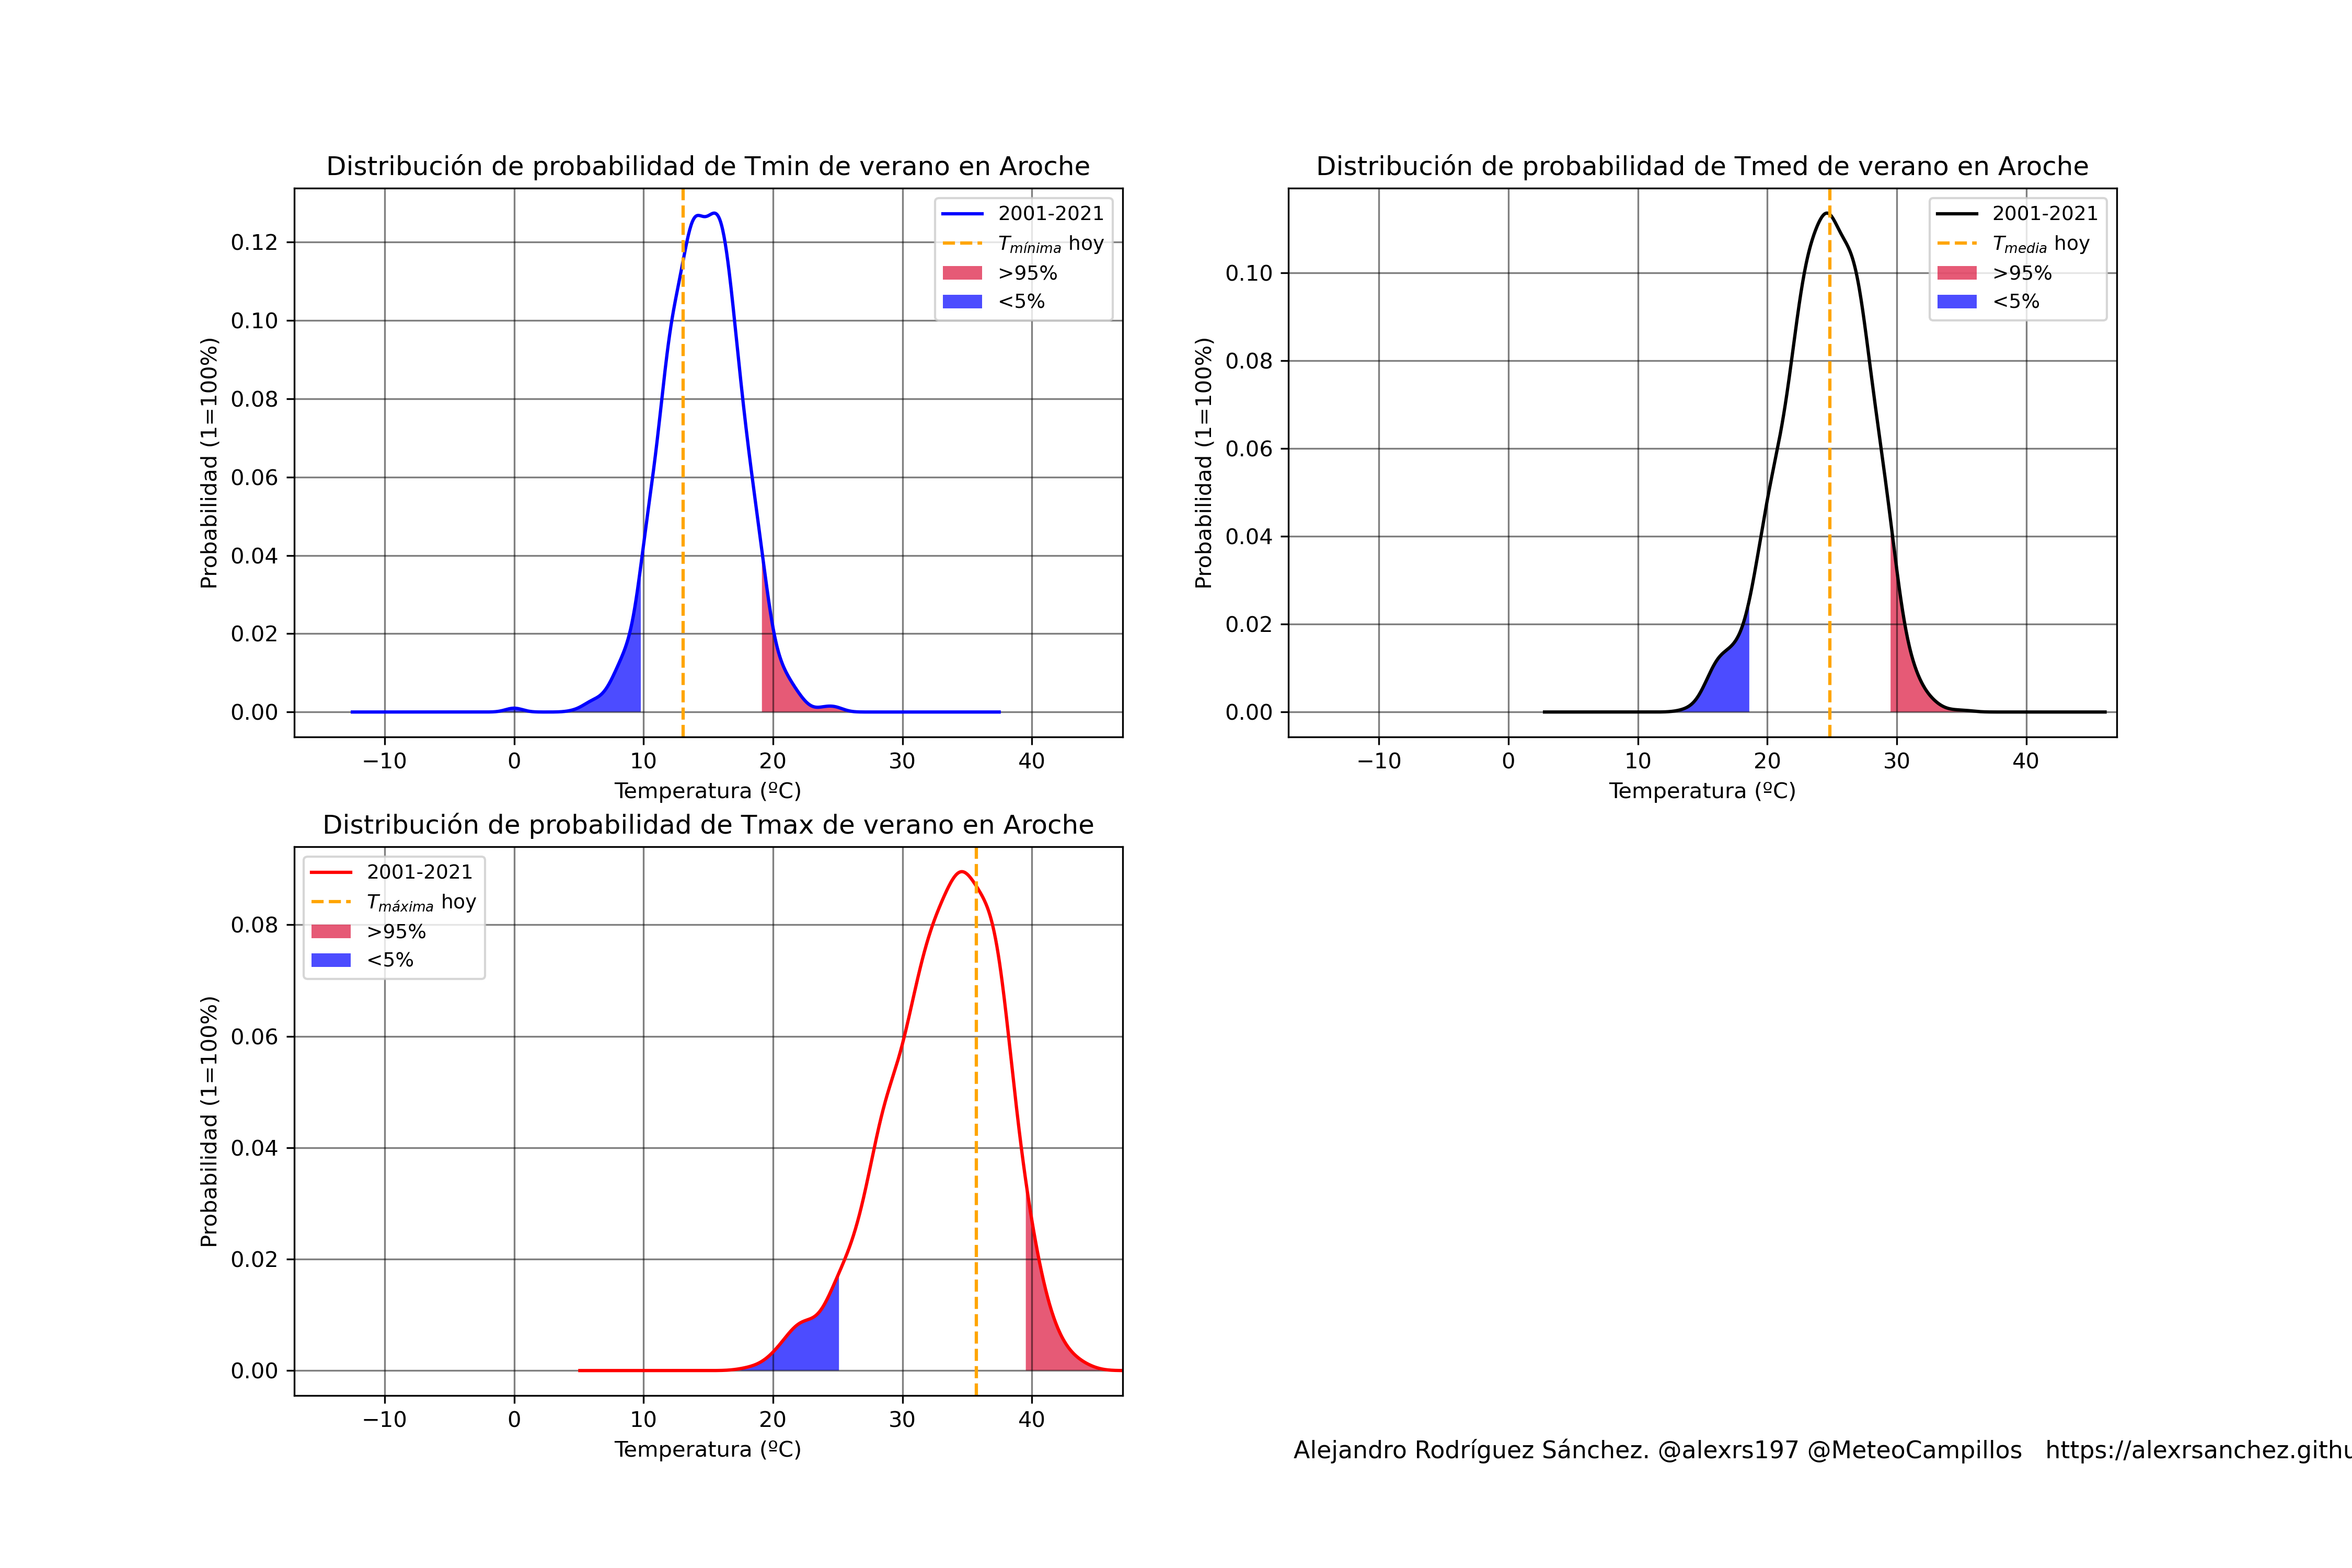 Distribución de probabilidad de Tmin de verano en Aroche
Probabilidad (1=100%)
0.12
0.10
0.08
0.06
0.04
0.02
0.00
2001-2021
Tmínima hoy
>95%
<5%
−10 0 10 20 30 40
Temperatura (ºC)
Distribución de probabilidad de Tmed de verano en Aroche
Probabilidad (1=100%)
0.10
0.08
0.06
0.04
0.02
0.00
2001-2021
Tmedia hoy
>95%
<5%
−10 0 10 20 30 40
Temperatura (ºC)
Distribución de probabilidad de Tmax de verano en Aroche
Probabilidad (1=100%)
0.08
0.06
0.04
0.02
0.00
2001-2021
Tmáxima hoy
>95%
<5%
−10 0 10 20 30 40
Temperatura (ºC)
Alejandro Rodríguez Sánchez. @alexrs197 @MeteoCampillos https://alexrsanchez.githu